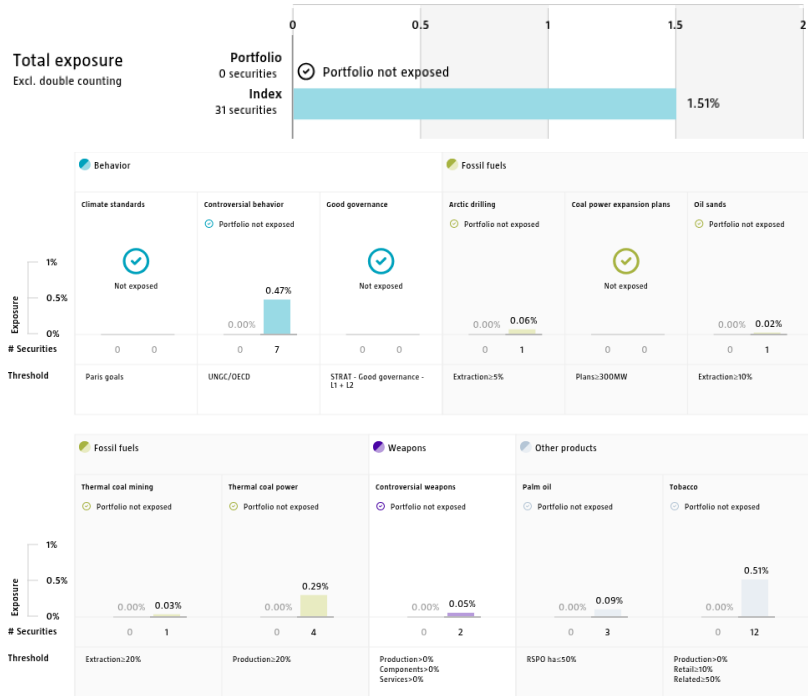 0 0.5 1 1.5 2
Total exposure
Excl. double counting
Portfolio
0 securities
Portfolio not exposed
Index
31 securities
1.51%
Behavior Fossil fuels
Climate standards Controversial behavior Good governance Arctic drilling Coal power expansion plans Oil sands
Portfolio not exposed Portfolio not exposed Portfolio not exposed
Not exposed Not exposed Not exposed
Exposure
1%
0.5%
0%
0.00% 0.47% 0.00% 0.06% 0.00% 0.02%
# Securities 0 0 0 7 0 0 0 1 0 0 0 1
Threshold Paris goals UNGC/OECD STRAT - Good governance - Extraction≥5% Plans≥300MW Extraction≥10%
L1 + L2
Fossil fuels Weapons Other products
Thermal coal mining Thermal coal power Controversial weapons Palm oil Tobacco
Portfolio not exposed Portfolio not exposed Portfolio not exposed Portfolio not exposed Portfolio not exposed
Exposure
1%
0.5%
0%
0.00% 0.03% 0.00% 0.29% 0.00% 0.05% 0.00% 0.09% 0.00% 0.51%
# Securities 0 1 0 4 0 2 0 3 0 12
Threshold Extraction≥20% Production≥20% Production>0% RSPO ha≤50% Production>0%
Components>0% Retail≥10%
Services>0% Related≥50%